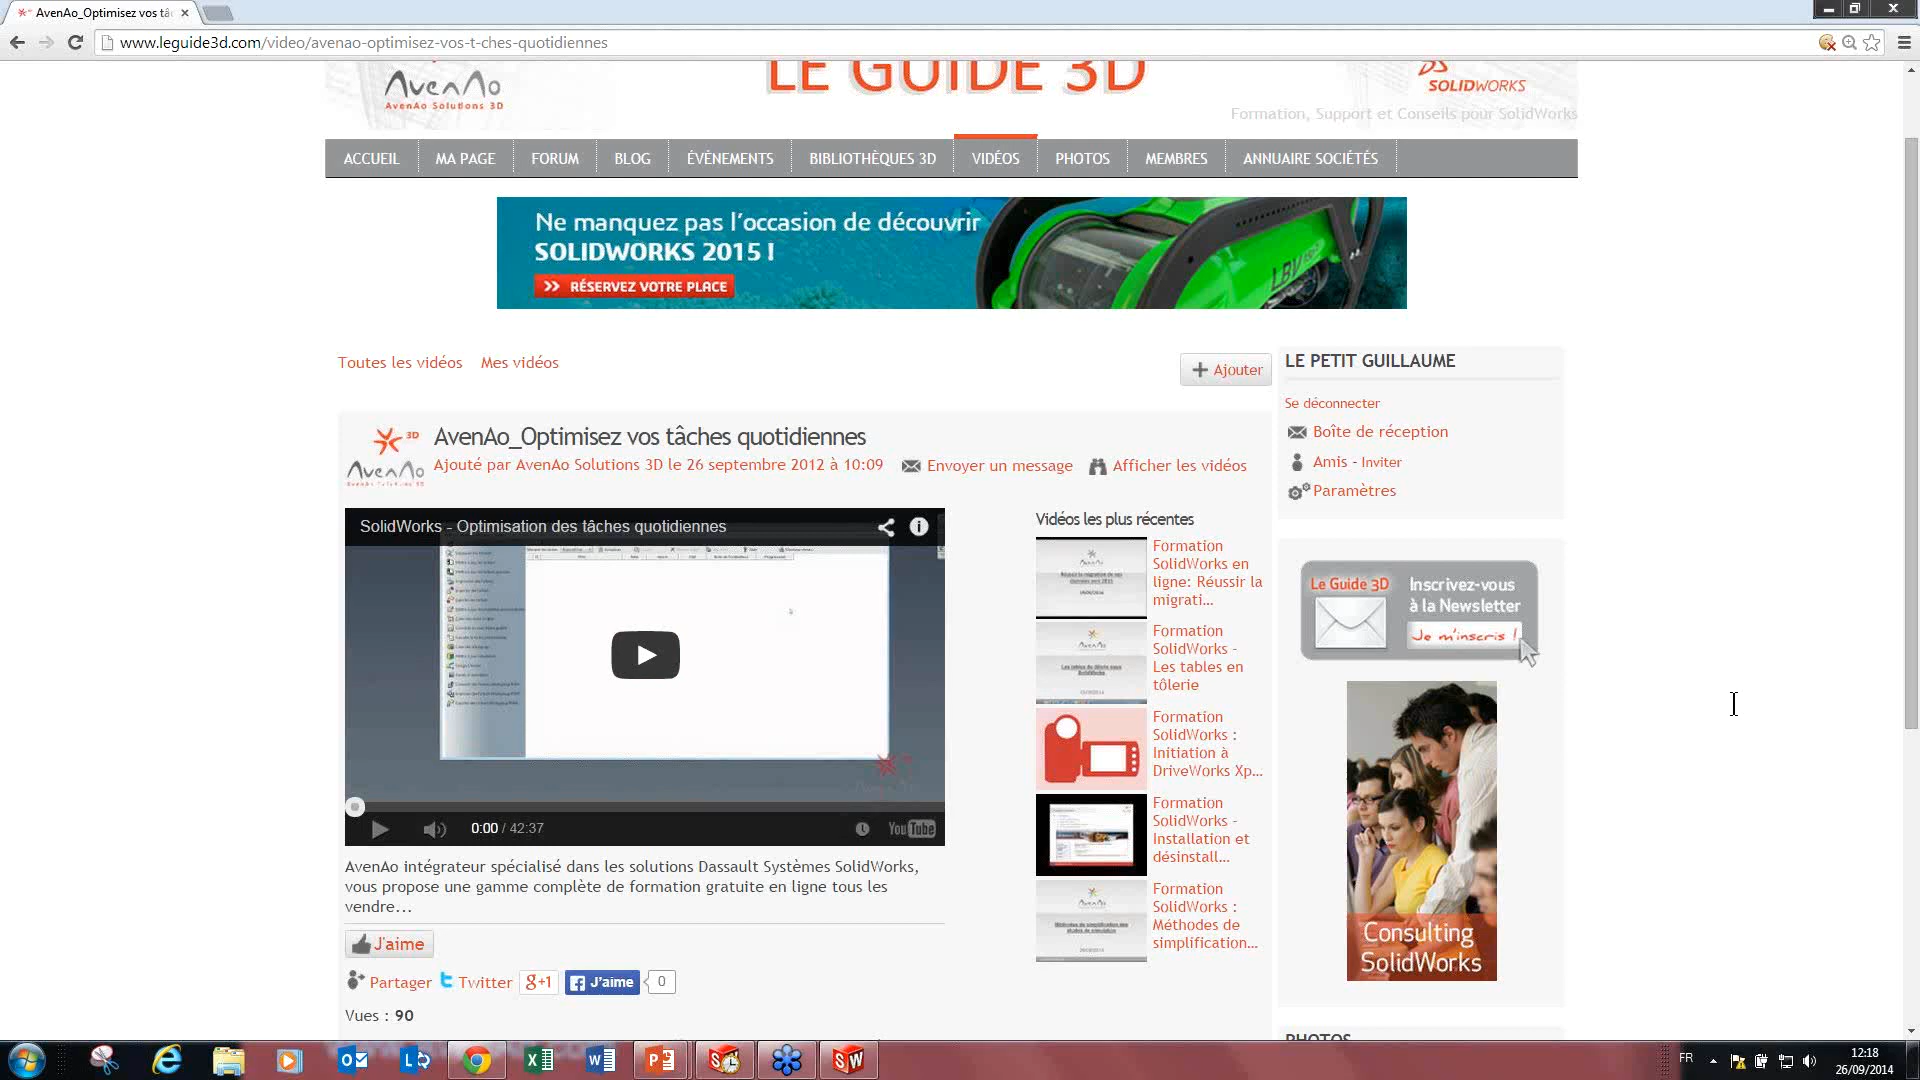 AvenAo_Optimisez vos tâ
www.leguide3d.com/video/avenao-optimisez-vos-t-ches-quotidiennes
AvenAo
AvenAo Solutions 3D
LE GUIDE 3D
SOLIDWORKS
Formation, Support et Conseils pour SolidWorks
ACCUEIL
MA PAGE
FORUM
BLOG
ÉVÈNEMENTS
BIBLIOTHÈQUES 3D
VIDÉOS
PHOTOS
MEMBRES
ANNUAIRE SOCIÉTÉS
Ne manquez pas l'occasion de découvrir
SOLIDWORKS 2015 !
>> RÉSERVEZ VOTRE PLACE
LBV
Toutes les vidéos
Mes vidéos
Ajouter
3D
AvenAo
AvenAo_Optimisez vos tâches quotidiennes
Ajouté par AvenAo Solutions 3D le 26 septembre 2012 à 10:09
Envoyer un message
Afficher les vidéos
SolidWorks - Optimisation des tâches quotidiennes
0:00 / 42:37
YouTube
AvenAo intégrateur spécialisé dans les solutions Dassault Systèmes SolidWorks,
vous propose une gamme complète de formation gratuite en ligne tous les
vendre...
J'aime
Partager
Twitter
g+1
J'aime
0
Vues : 90
Vidéos les plus récentes
Formation
SolidWorks en
ligne: Réussir la
migrati...
Formation
SolidWorks -
Les tables en
tôlerie
Formation
SolidWorks :
Initiation à
DriveWorks Xp...
Formation
SolidWorks -
Installation et
désinstall...
Formation
SolidWorks :
Méthodes de
simplification...
LE PETIT GUILLAUME
Se déconnecter
Boîte de réception
Amis - Inviter
Paramètres
Le Guide 3D
Inscrivez-vous
à la Newsletter
Je m'inscris !
Consulting
SolidWorks
PHOTOS
FR
12:18
26/09/2014